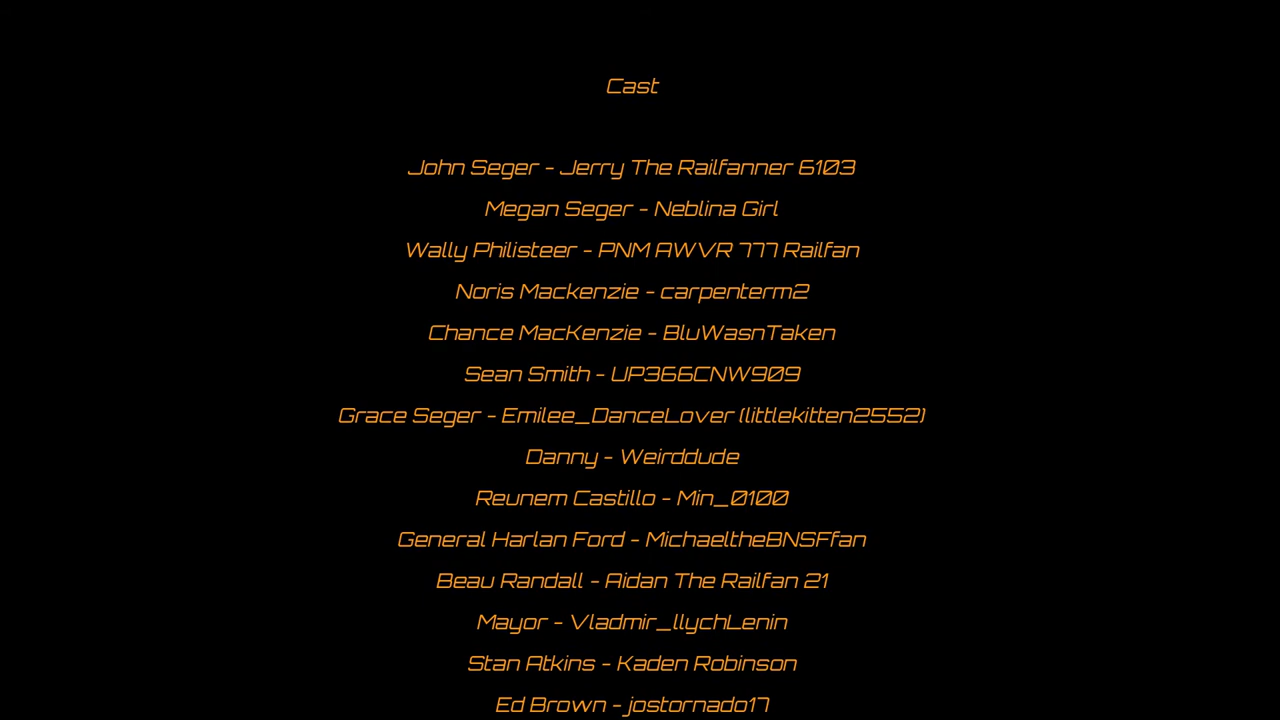 Cast
John Seger - Jerry The Railfanner 6103
Megan Seger - Neblina Girl
Wally Philisteer - PNM AWVR 777 Railfan
Noris Mackenzie - carpenterm2
Chance MacKenzie - BluWasnTaken
Sean Smith - UP366CNW909
Grace Seger - Emilee_DanceLover (littlekitten2552)
Danny - Weirddude
Reunem Castillo - Min_0100
General Harlan Ford - MichaeltheBNSFfan
Beau Randall - Aidan The Railfan 21
Mayor - Vladmir_llychLenin
Stan Atkins - Kaden Robinson
Ed Brown - jostornado17